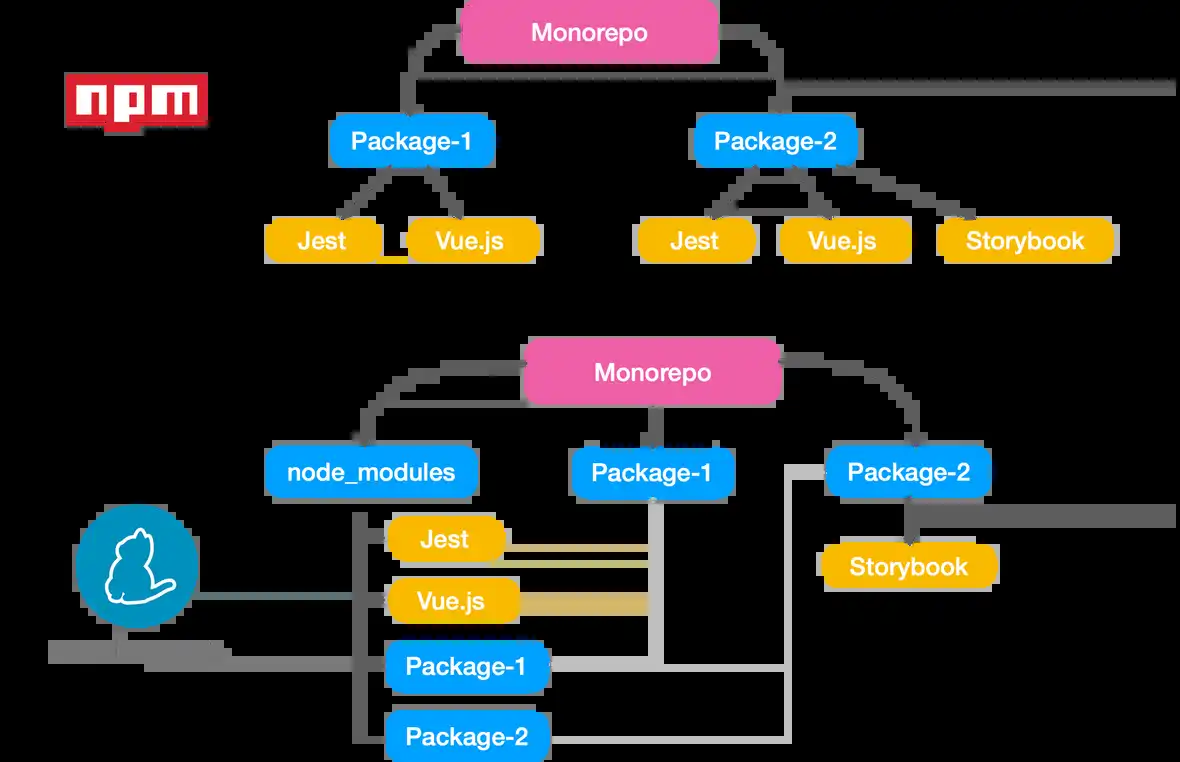 Monorepo
npm
Package-1
Package-2
Jest
Vue.js
Jest
Vue.js
Storybook
Monorepo
node_modules
Package-1
Package-2
Jest
Storybook
Vue.js
Package-1
Package-2